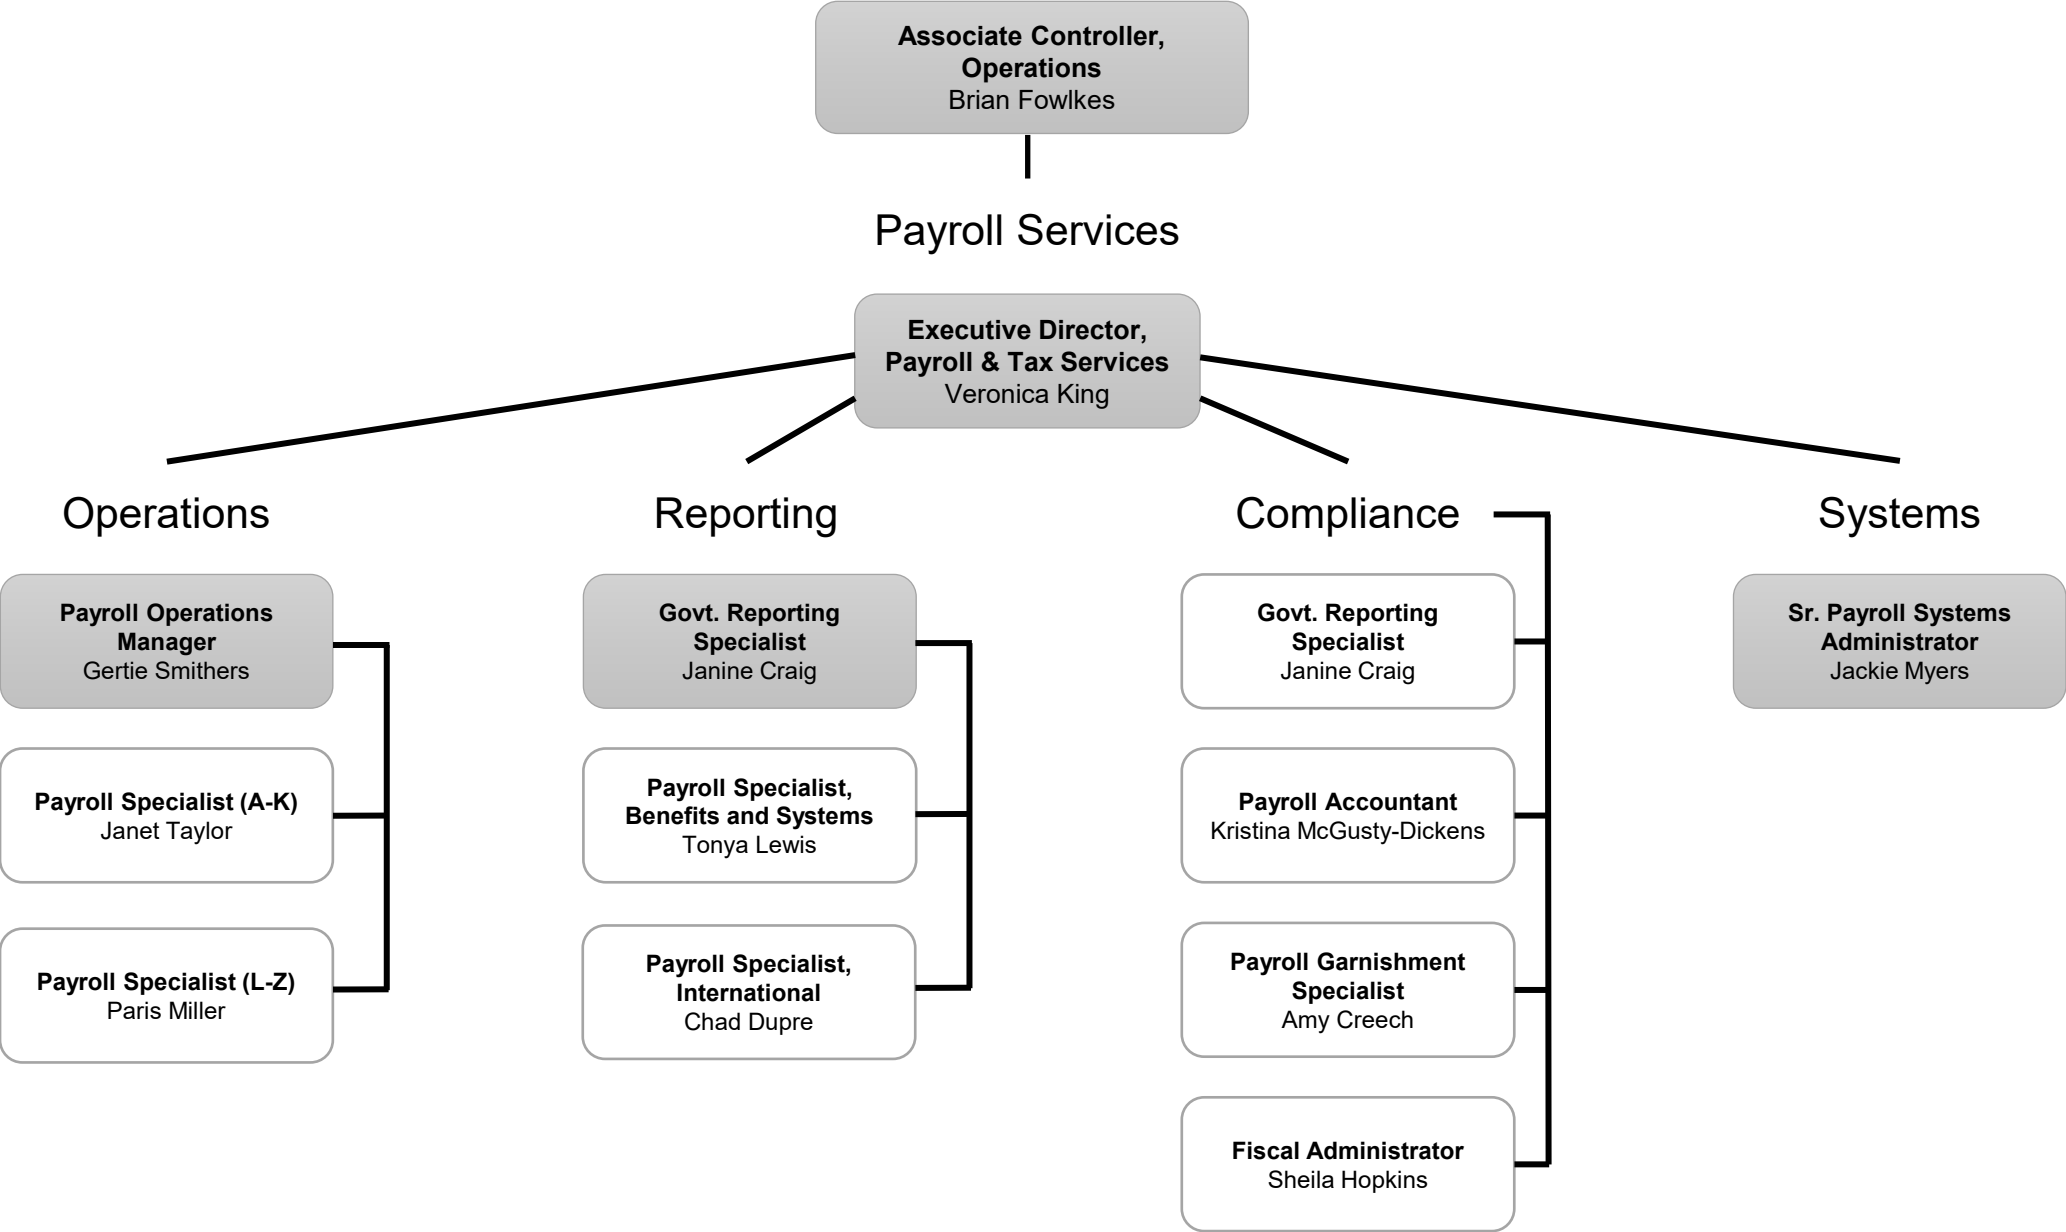 Associate Controller,
Operations
Brian Fowlkes
Payroll Services
Executive Director,
Payroll & Tax Services
Veronica King
Operations
Payroll Operations
Manager
Gertie Smithers
Payroll Specialist (A-K)
Janet Taylor
Payroll Specialist (L-Z)
Paris Miller
Reporting
Govt. Reporting
Specialist
Janine Craig
Payroll Specialist,
Benefits and Systems
Tonya Lewis
Payroll Specialist,
International
Chad Dupre
Compliance
Govt. Reporting
Specialist
Janine Craig
Payroll Accountant
Kristina McGusty-Dickens
Payroll Garnishment
Specialist
Amy Creech
Fiscal Administrator
Sheila Hopkins
Systems
Sr. Payroll Systems
Administrator
Jackie Myers